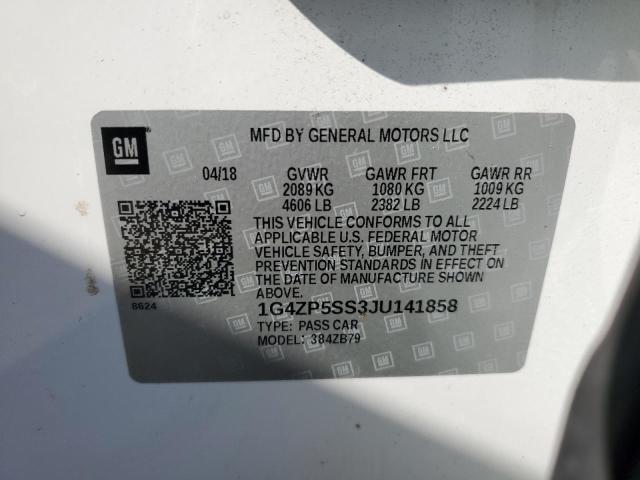 GM
MFD BY GENERAL MOTORS LLC
04/18 GVWR GAWR FRT GAWR RR
2089 KG 1080 KG 1009 KG
4606 LB 2382 LB 2224 LB
THIS VEHICLE CONFORMS TO ALL
APPLICABLE U.S. FEDERAL MOTOR
VEHICLE SAFETY, BUMPER, AND THEFT
PREVENTION STANDARDS IN EFFECT ON
THE DATE OF MANUFACTURE SHOWN
ABOVE.
8624
1G4ZP5SS3JU141858
TYPE: PASS CAR
MODEL: 384ZB79